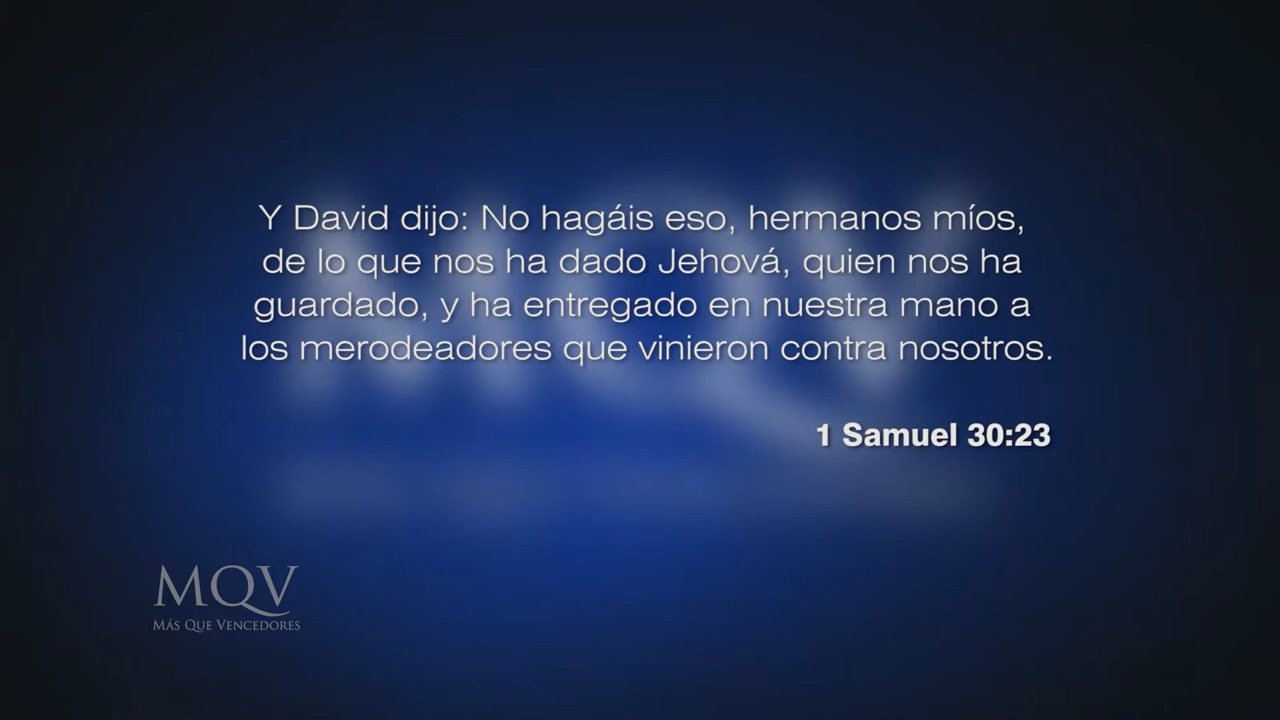 Y David dijo: No hagáis eso, hermanos míos,
de lo que nos ha dado Jehová, quien nos ha
guardado, y ha entregado en nuestra mano a
los merodeadores que vinieron contra nosotros.
1 Samuel 30:23
MQV
MÁS QUE VENCEDORES